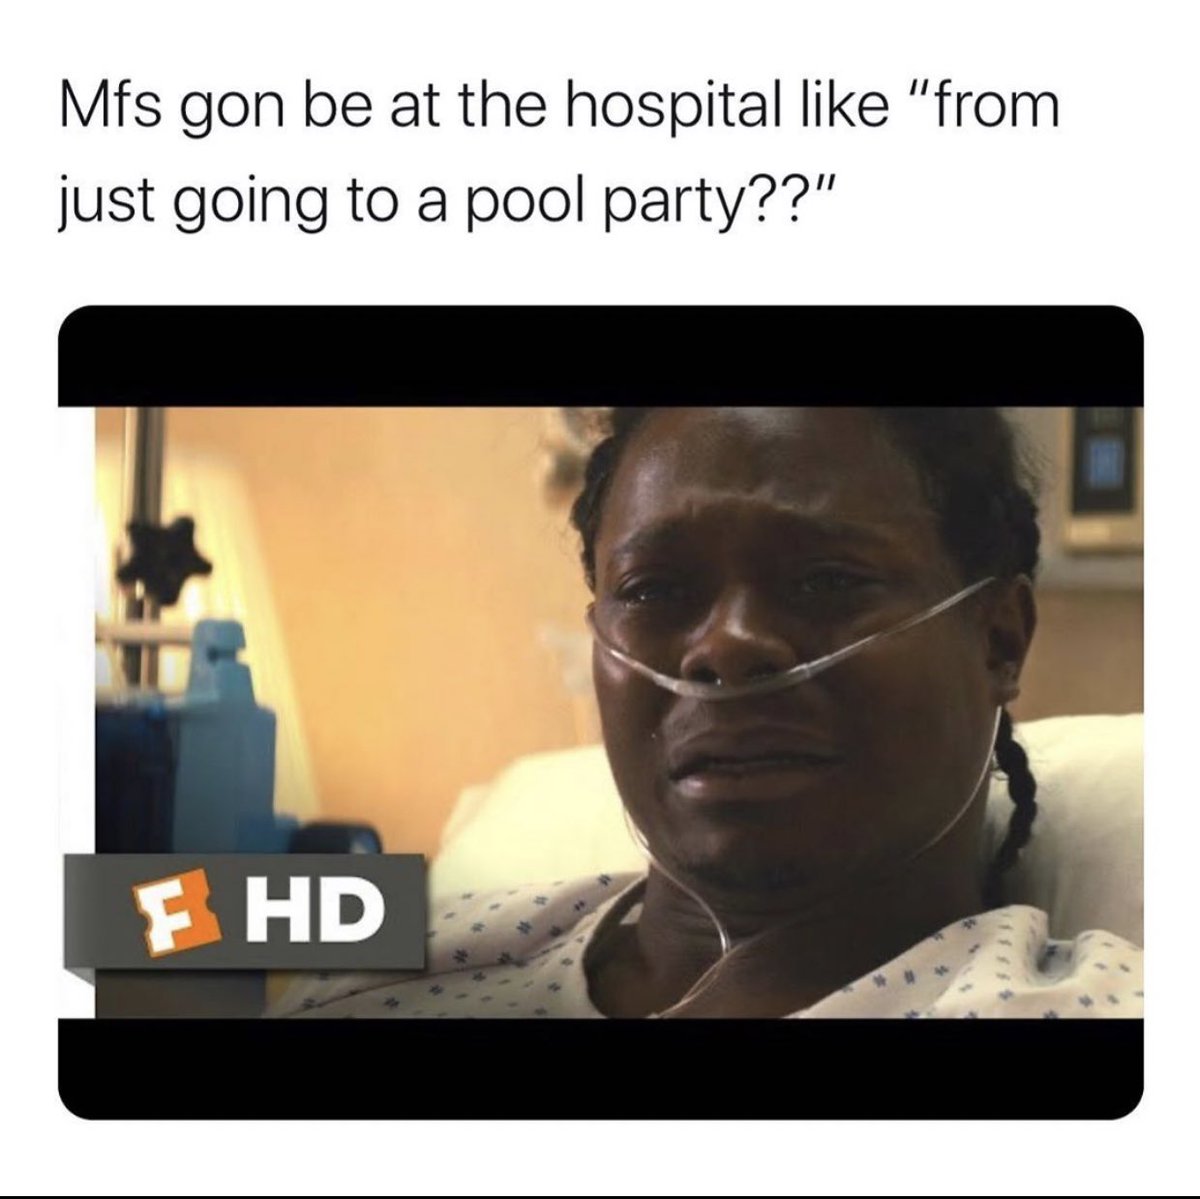 Mfs gon be at the hospital like "from
just going to a pool party??"
F HD